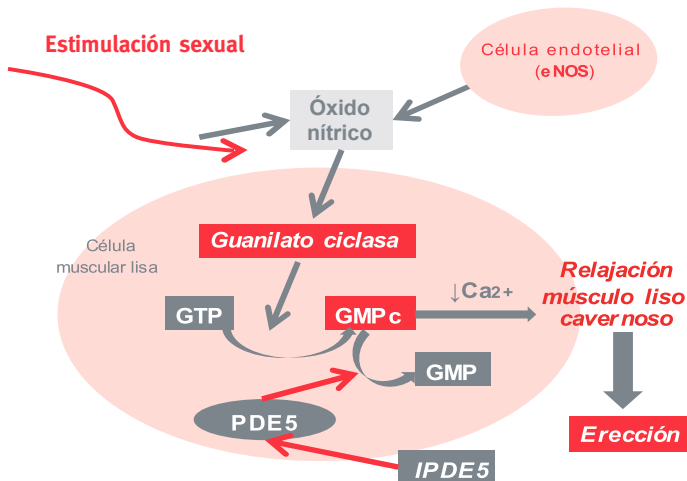 Estimulación sexual
Célula endotelial
(eNOS)
Óxido
nítrico
Célula
muscular lisa
Guanilato ciclasa
GTP
GMPc
↓Ca2+
Relajación
músculo liso
cavernoso
GMP
PDE5
IPDE5
Erección